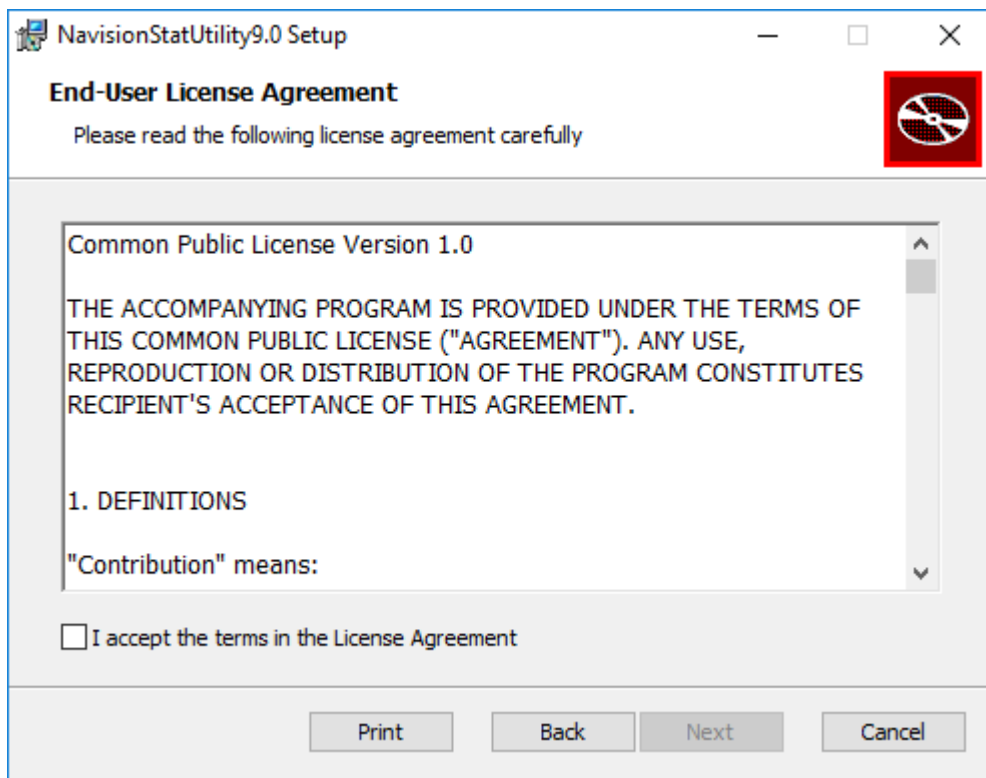 NavisionStatUtility9.0 Setup
End-User License Agreement
Please read the following license agreement carefully
Common Public License Version 1.0
THE ACCOMPANYING PROGRAM IS PROVIDED UNDER THE TERMS OF
THIS COMMON PUBLIC LICENSE ("AGREEMENT"). ANY USE,
REPRODUCTION OR DISTRIBUTION OF THE PROGRAM CONSTITUTES
RECIPIENT'S ACCEPTANCE OF THIS AGREEMENT.
1. DEFINITIONS
"Contribution" means:
I accept the terms in the License Agreement
Print Back Next Cancel